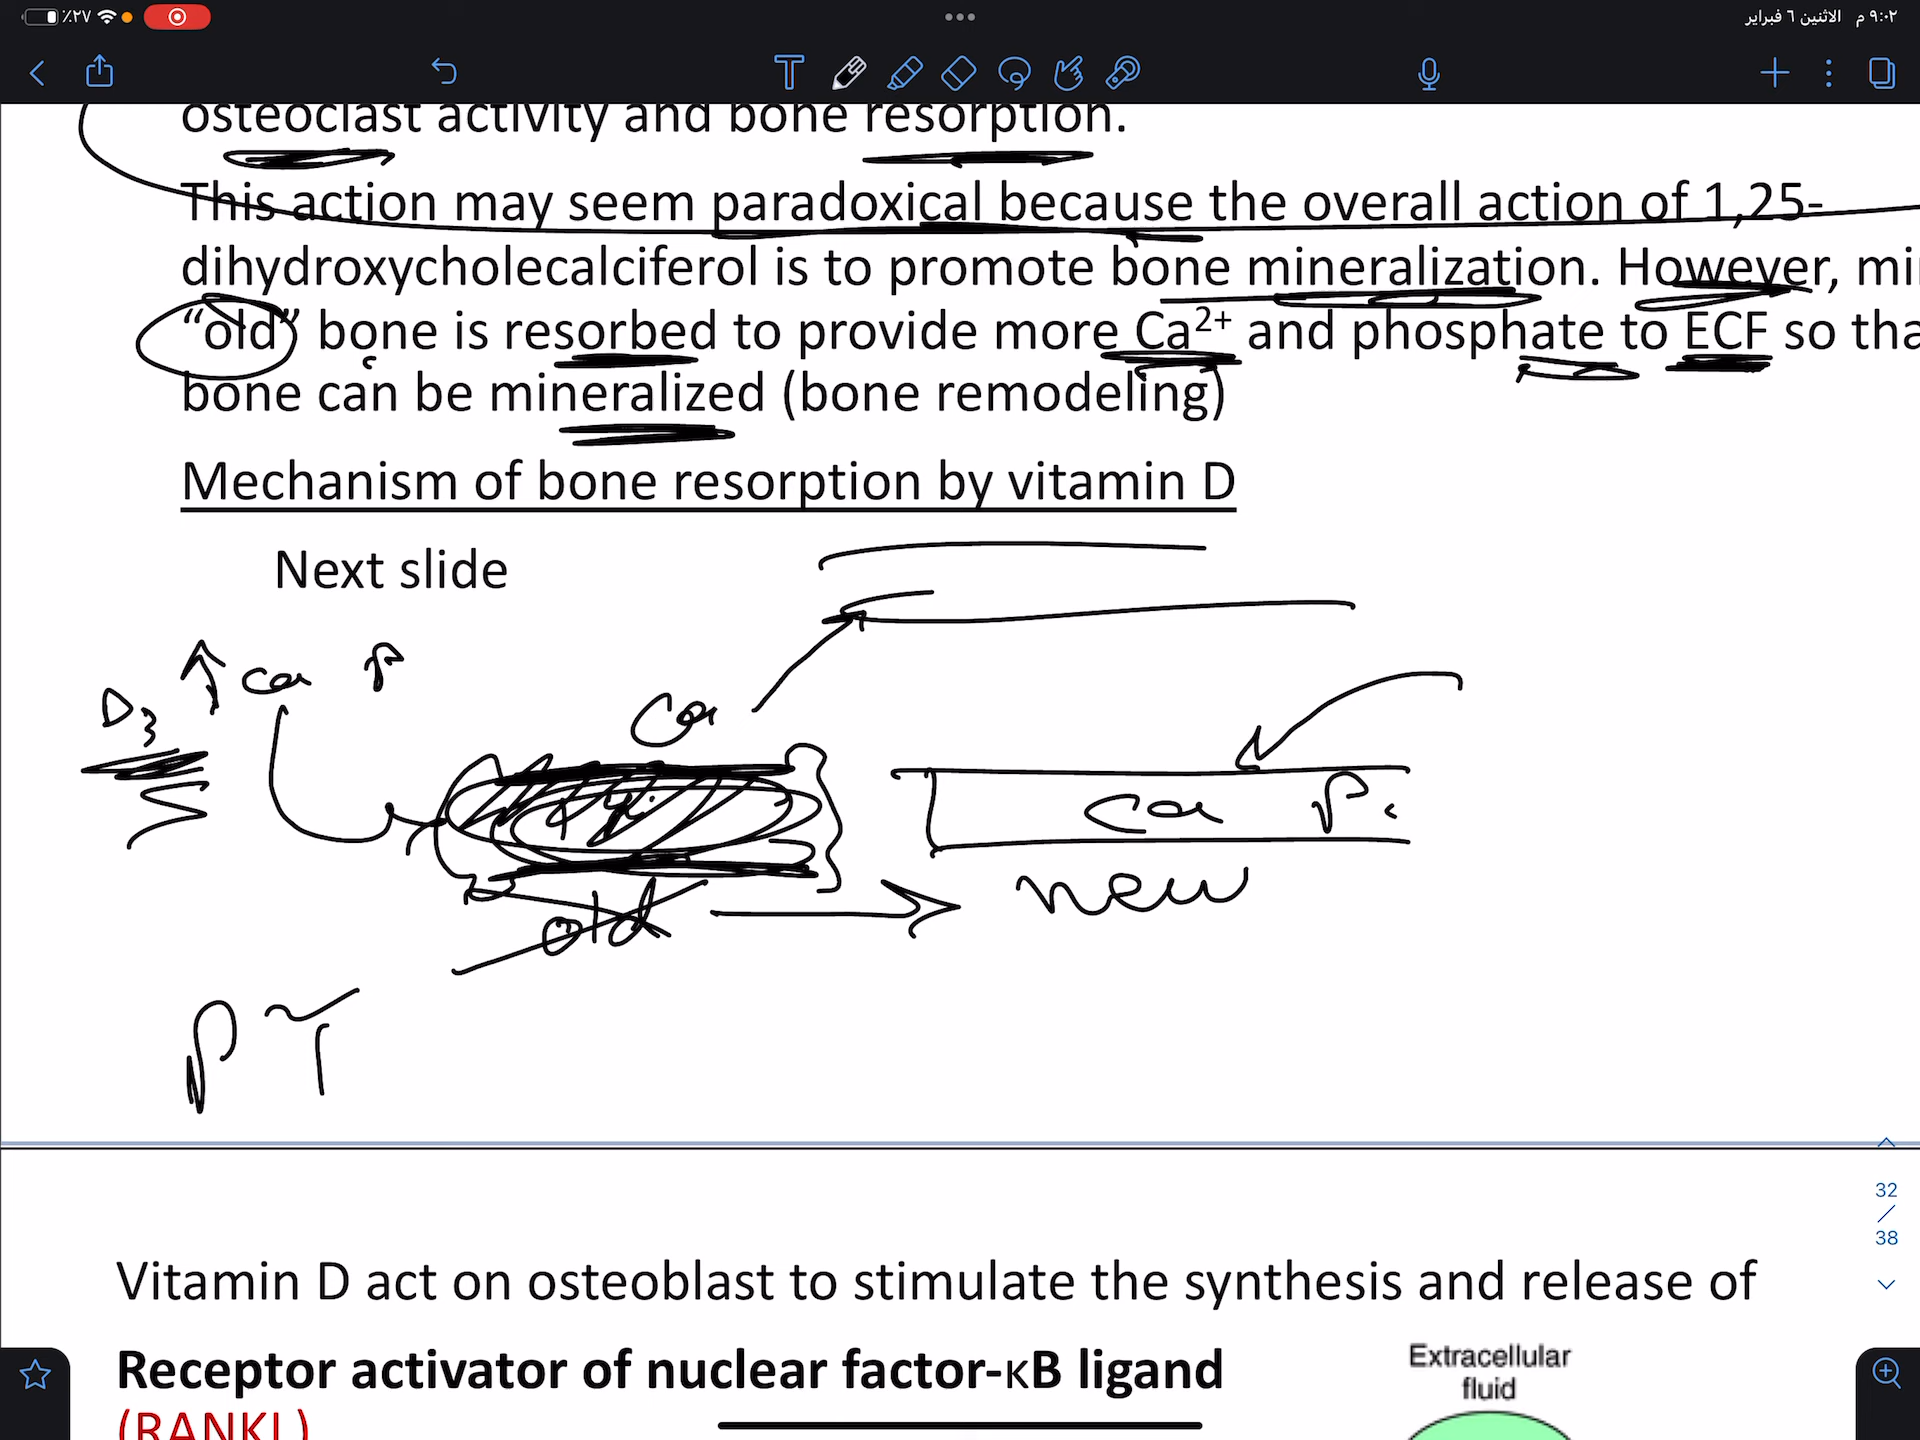 ٪٢٧
٩:٠٢ م الاثنين ٦ فبراير
T
osteoclast activity and bone resorption.
This action may seem paradoxical because the overall action of 1,25-
dihydroxycholecalciferol is to promote bone mineralization. However, mi
“old” bone is resorbed to provide more Ca²⁺ and phosphate to ECF so tha
bone can be mineralized (bone remodeling)
Mechanism of bone resorption by vitamin D
Next slide
D3 ca P
Ca
Ca P
old new
P T
32
/
38
Vitamin D act on osteoblast to stimulate the synthesis and release of
Receptor activator of nuclear factor-κB ligand
(RANKL)
Extracellular
fluid